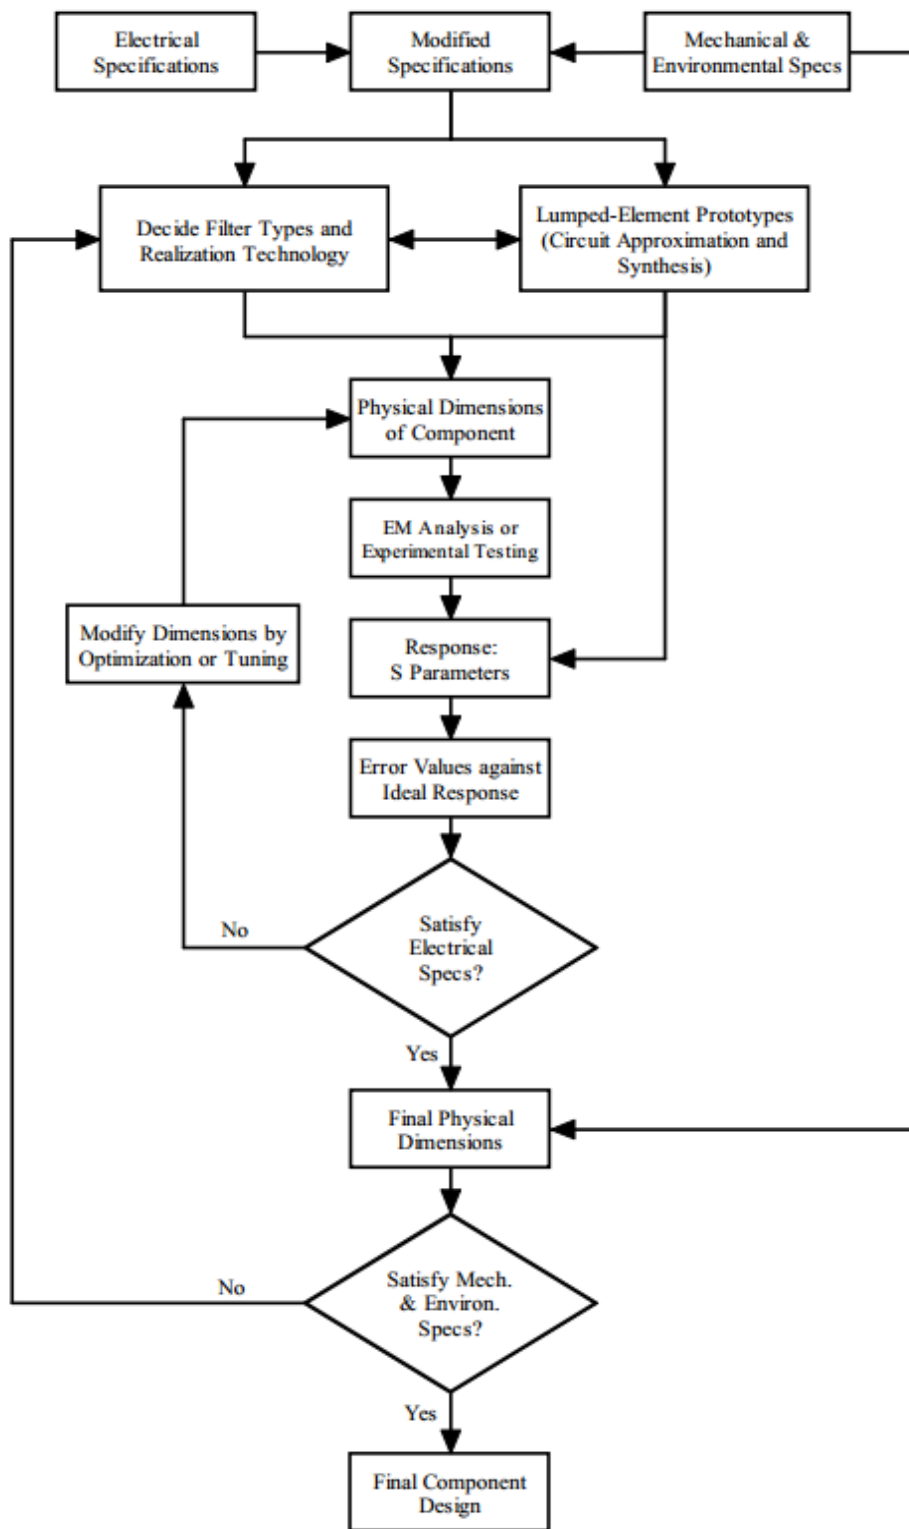 Electrical
Specifications
Modified
Specifications
Mechanical &
Environmental Specs
Decide Filter Types and
Realization Technology
Lumped-Element Prototypes
(Circuit Approximation and
Synthesis)
Physical Dimensions
of Component
EM Analysis or
Experimental Testing
Modify Dimensions by
Optimization or Tuning
Response:
S Parameters
Error Values against
Ideal Response
No
Satisfy
Electrical
Specs?
Yes
Final Physical
Dimensions
No
Satisfy Mech.
& Environ.
Specs?
Yes
Final Component
Design